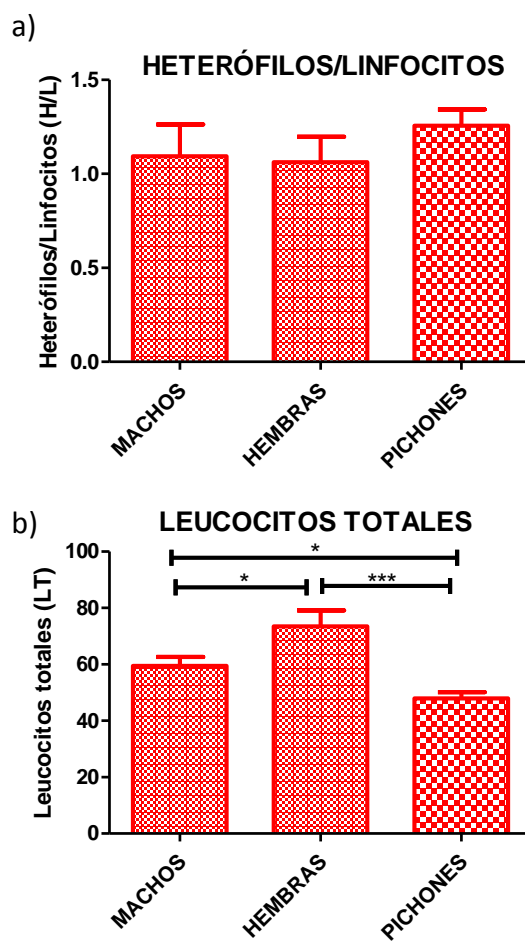 a)
HETERÓFILOS/LINFOCITOS
Heterófilos/Linfocitos (H/L)
1.5
1.0
0.5
0.0
MACHOS
HEMBRAS
PICHONES
b)
LEUCOCITOS TOTALES
Leucocitos totales (LT)
100
80
60
40
20
0
*
*
***
MACHOS
HEMBRAS
PICHONES